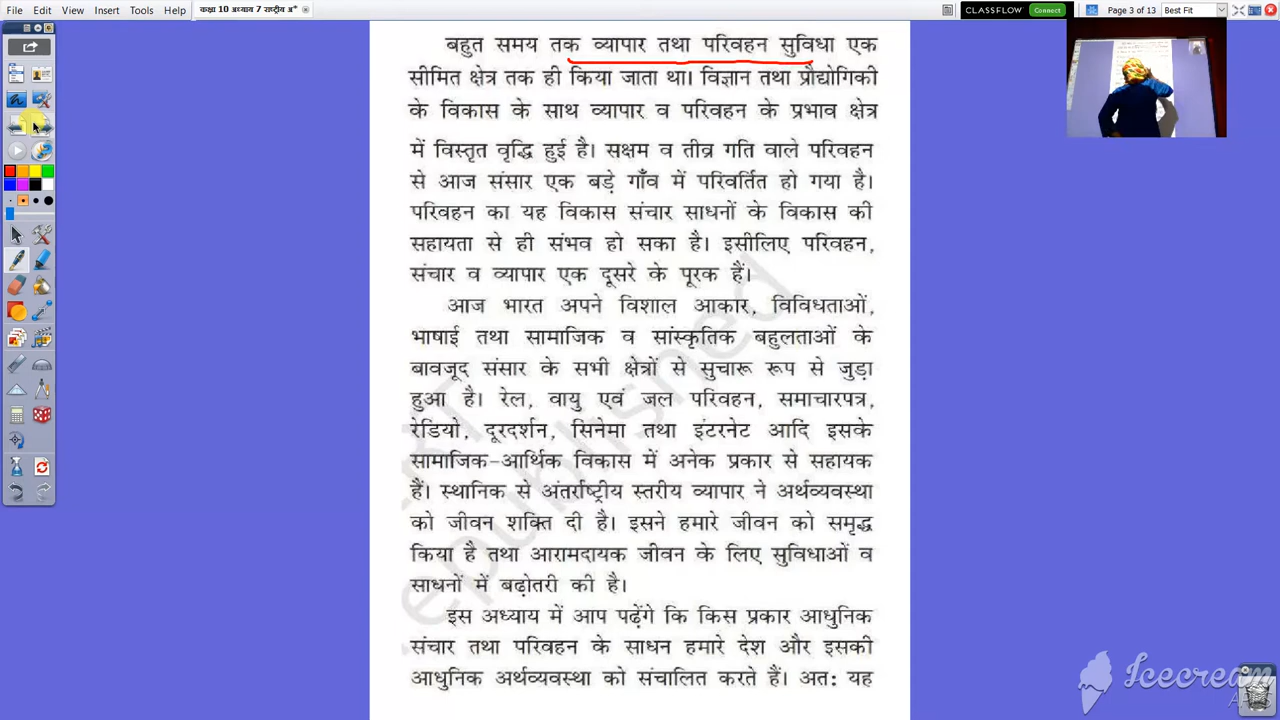 File Edit View Insert Tools Help
कक्षा 10 अध्याय 7 राष्ट्रीय अ*
CLASSFLOW Connect
Page 3 of 13 Best Fit
हुत समय तक व्यापार तथा परिवहन सुविधा एक
सीमित क्षेत्र तक ही किया जाता था। विज्ञान तथा प्रौद्योगिकी
के विकास के साथ व्यापार व परिवहन के प्रभाव क्षेत्र
में विस्तृत वृद्धि हुई है। सक्षम व तीव्र गति वाले परिवहन
से आज संसार एक बड़े गाँव में परिवर्तित हो गया है।
परिवहन का यह विकास संचार साधनों के विकास की
सहायता से ही संभव हो सका है। इसीलिए परिवहन,
संचार व व्यापार एक दूसरे के पूरक हैं।
आज भारत अपने विशाल आकार, विविधताओं,
भाषाई तथा सामाजिक व सांस्कृतिक बहुलताओं के
बावजूद संसार के सभी क्षेत्रों से सुचारू रूप से जुड़ा
हुआ है। रेल, वायु एवं जल परिवहन, समाचारपत्र,
रेडियो, दूरदर्शन, सिनेमा तथा इंटरनेट आदि इसके
सामाजिक-आर्थिक विकास में अनेक प्रकार से सहायक
हैं। स्थानिक से अंतर्राष्ट्रीय स्तरीय व्यापार ने अर्थव्यवस्था
को जीवन शक्ति दी है। इसने हमारे जीवन को समृद्ध
किया है तथा आरामदायक जीवन के लिए सुविधाओं व
साधनों में बढ़ोतरी की है।
इस अध्याय में आप पढ़ेंगे कि किस प्रकार आधुनिक
संचार तथा परिवहन के साधन हमारे देश और इसकी
आधुनिक अर्थव्यवस्था को संचालित करते हैं। अत: यह
epublished
Icecream